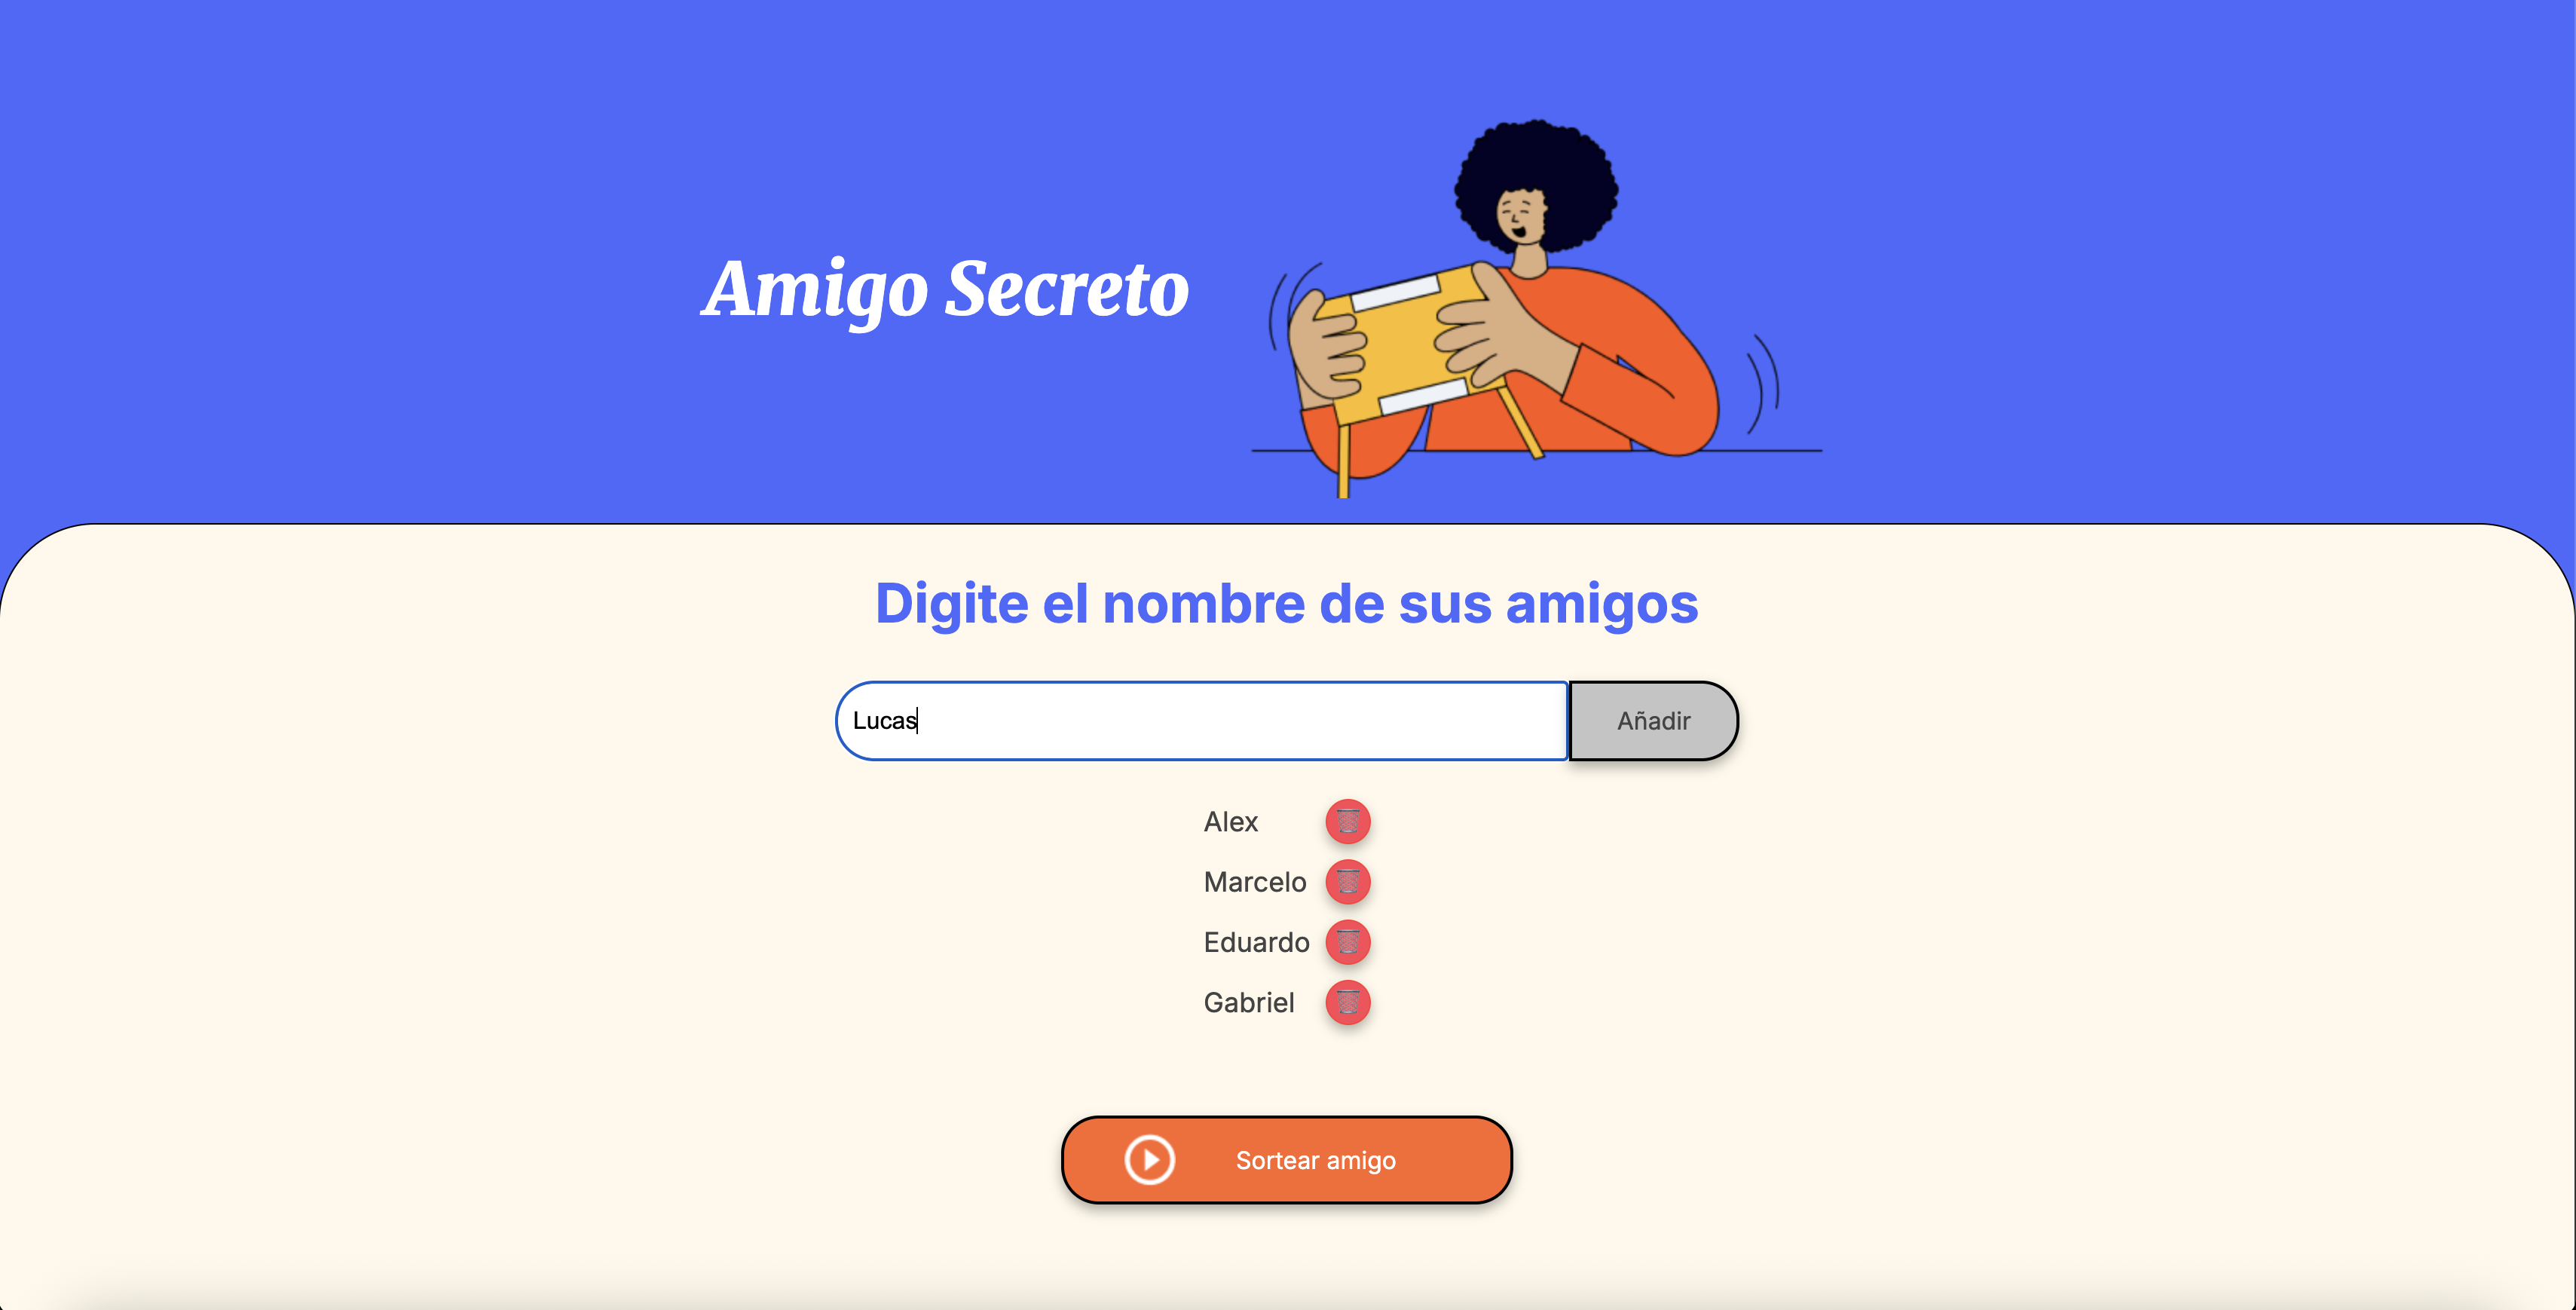 Amigo Secreto
Digite el nombre de sus amigos
Lucas
Añadir
Alex
Marcelo
Eduardo
Gabriel
Sortear amigo